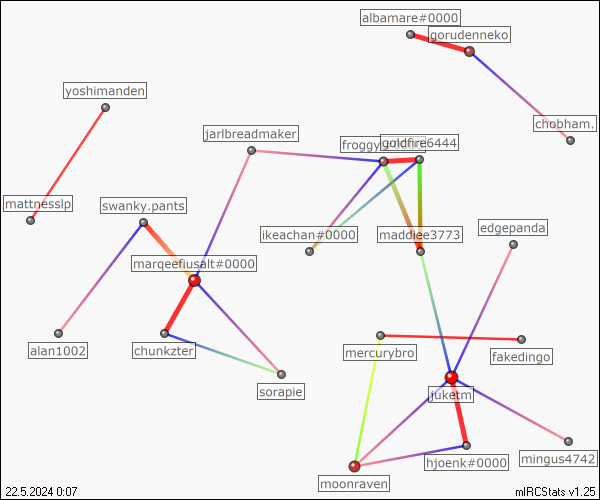 albamare#0000
gorudenneko
yoshimanden
chobham.
jarlbreadmaker
goldfire6444
mattnesslp
swanky.pants
edgepanda
ikeachan#0000
maddiee3773
marqeefiusalt#0000
alan1002
chunkzter
mercurybro
fakedingo
sorapie
juketm
mingus4742
hjoenk#0000
moonraven
22.5.2024 0:07
mIRCStats v1.25